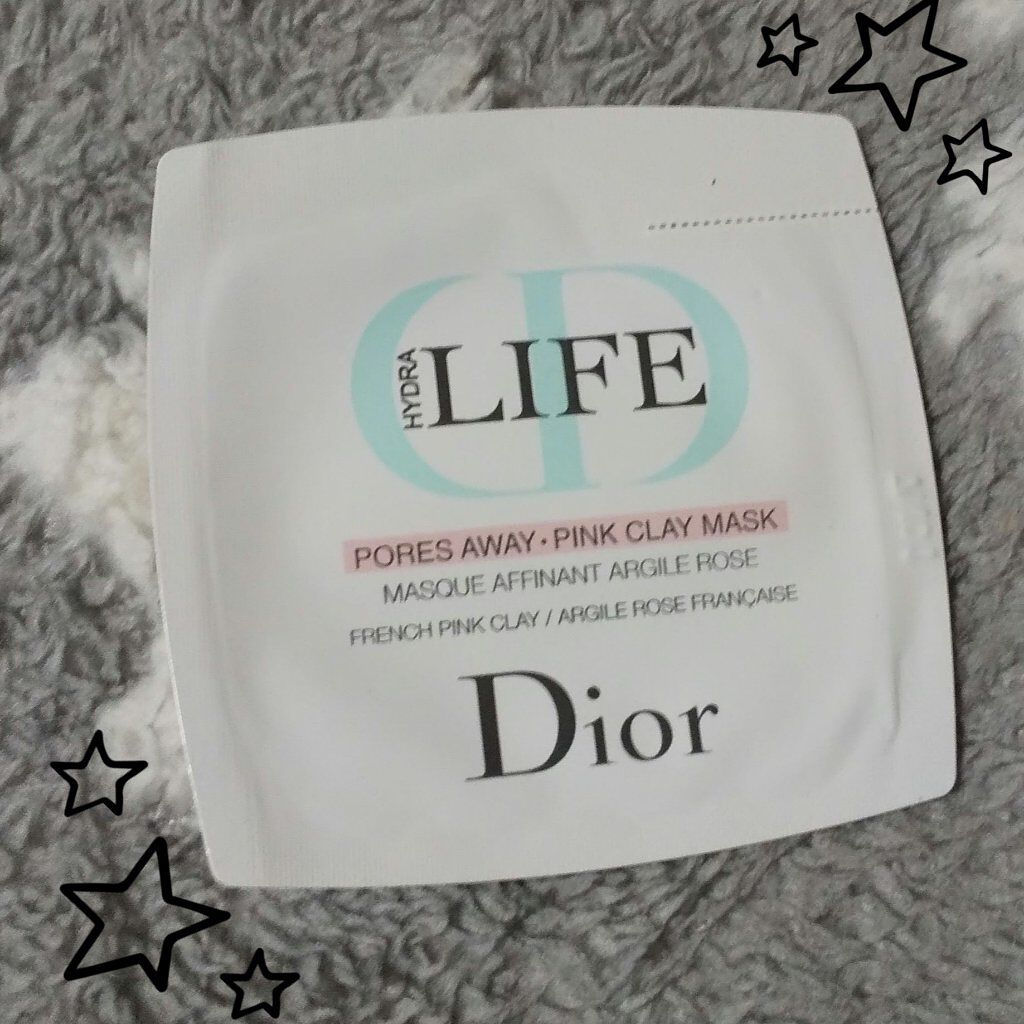 HYDRA LIFE
PORES AWAY • PINK CLAY MASK
MASQUE AFFINANT ARGILE ROSE
FRENCH PINK CLAY / ARGILE ROSE FRANÇAISE
Dior